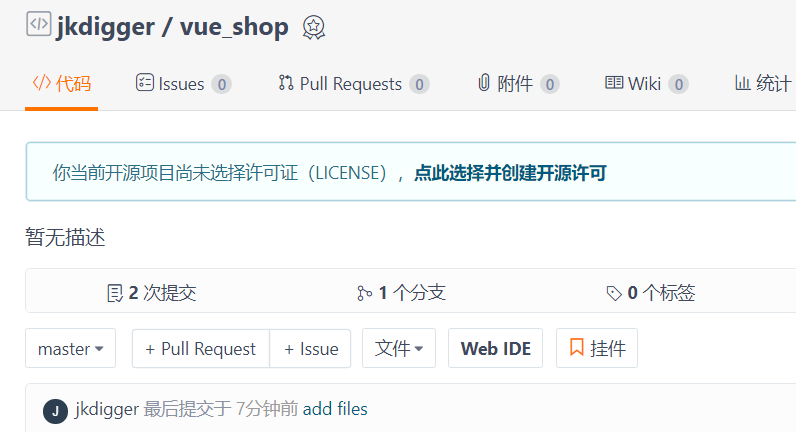 jkdigger / vue_shop
代码 Issues 0 Pull Requests 0 附件 0 Wiki 0 统计
你当前开源项目尚未选择许可证（LICENSE），点此选择并创建开源许可
暂无描述
2 次提交 1 个分支 0 个标签
master + Pull Request + Issue 文件 Web IDE 挂件
J jkdigger 最后提交于 7分钟前 add files